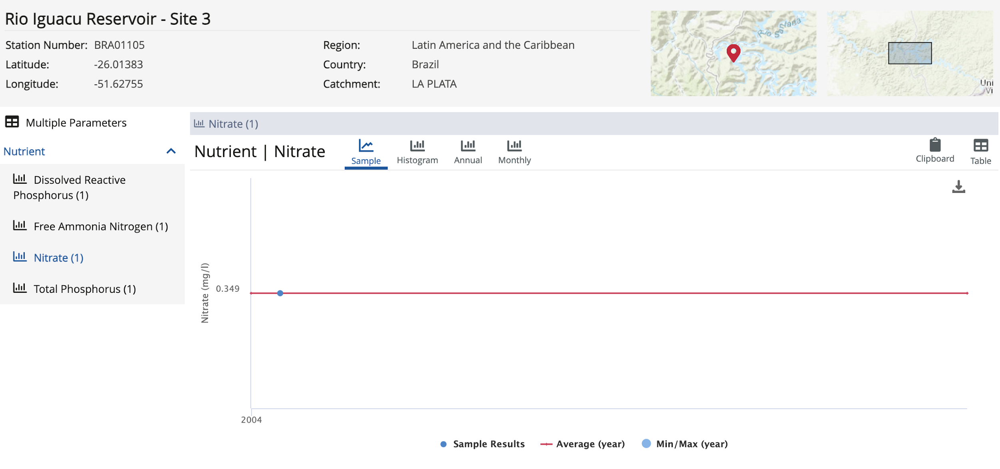 Rio Iguacu Reservoir - Site 3
Station Number: BRA01105
Latitude: -26.01383
Longitude: -51.62755
Region: Latin America and the Caribbean
Country: Brazil
Catchment: LA PLATA
Rio Santana
Uni
Vi
Multiple Parameters
Nutrient
Dissolved Reactive
Phosphorus (1)
Free Ammonia Nitrogen (1)
Nitrate (1)
Total Phosphorus (1)
Nitrate (1)
Nutrient | Nitrate
Sample
Histogram
Annual
Monthly
Clipboard
Table
Nitrate (mg/l)
0.349
2004
Sample Results
Average (year)
Min/Max (year)